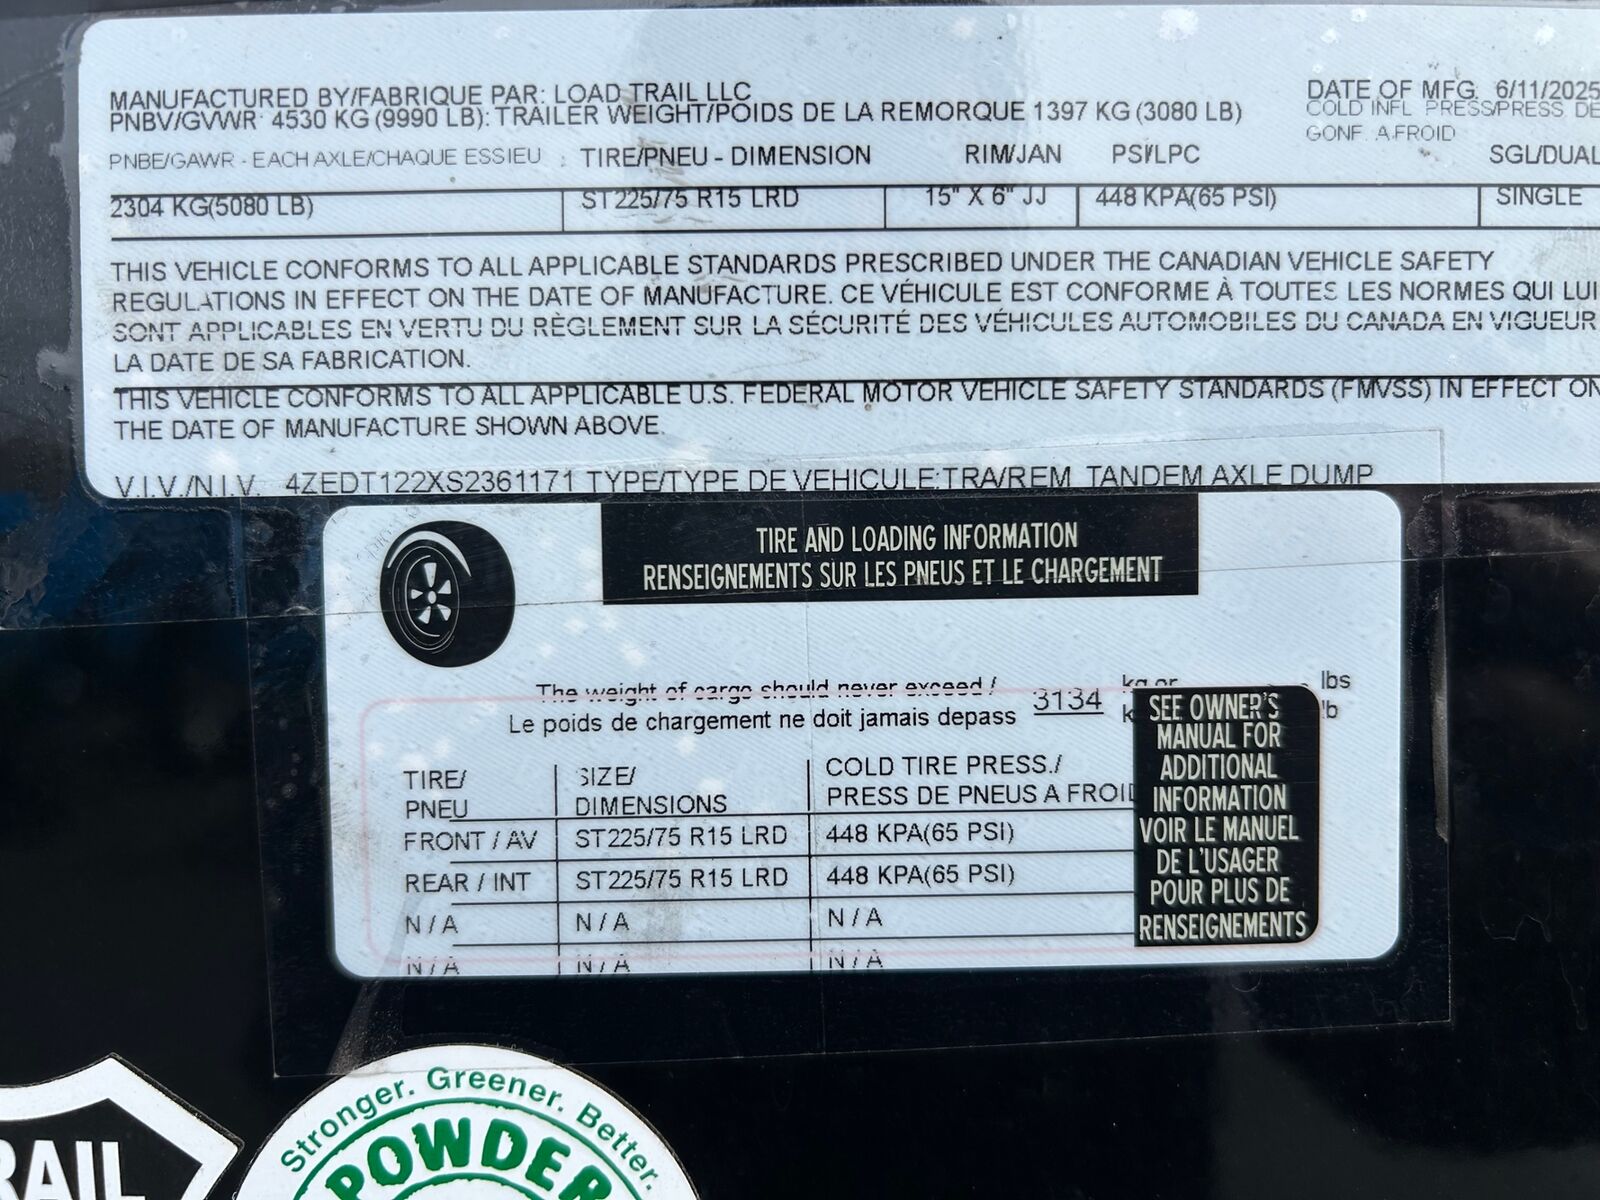 MANUFACTURED BY/FABRIQUE PAR: LOAD TRAIL LLC
DATE OF MFG. 6/11/2025
PNBV/GVWR: 4530 KG (9990 LB): TRAILER WEIGHT/POIDS DE LA REMORQUE 1397 KG (3080 LB)
COLD INFL PRESS/PRESS. DE
GONF. A FROID
PNBE/GAWR - EACH AXLE/CHAQUE ESSIEU : TIRE/PNEU - DIMENSION RIM/JAN PSI/LPC SGL/DUAL
2304 KG(5080 LB) ST225/75 R15 LRD 15" X 6" JJ 448 KPA(65 PSI) SINGLE
THIS VEHICLE CONFORMS TO ALL APPLICABLE STANDARDS PRESCRIBED UNDER THE CANADIAN VEHICLE SAFETY
REGULATIONS IN EFFECT ON THE DATE OF MANUFACTURE. CE VÉHICULE EST CONFORME À TOUTES LES NORMES QUI LUI
SONT APPLICABLES EN VERTU DU RÈGLEMENT SUR LA SÉCURITÉ DES VÉHICULES AUTOMOBILES DU CANADA EN VIGUEUR
LA DATE DE SA FABRICATION.
THIS VEHICLE CONFORMS TO ALL APPLICABLE U.S. FEDERAL MOTOR VEHICLE SAFETY STANDARDS (FMVSS) IN EFFECT ON
THE DATE OF MANUFACTURE SHOWN ABOVE.
V.I.V./N.I.V. 4ZEDT122XS2361171 TYPE/TYPE DE VEHICULE:TRA/REM TANDEM AXLE DUMP
TIRE AND LOADING INFORMATION
RENSEIGNEMENTS SUR LES PNEUS ET LE CHARGEMENT
The weight of cargo should never exceed / kg or lbs
Le poids de chargement ne doit jamais depass 3134 lb
TIRE/ SIZE/ COLD TIRE PRESS./
PNEU DIMENSIONS PRESS DE PNEUS A FROID
FRONT / AV ST225/75 R15 LRD 448 KPA(65 PSI)
REAR / INT ST225/75 R15 LRD 448 KPA(65 PSI)
N / A N / A N / A
N / A N / A N / A
SEE OWNER'S
MANUAL FOR
ADDITIONAL
INFORMATION
VOIR LE MANUEL
DE L'USAGER
POUR PLUS DE
RENSEIGNEMENTS
RAIL
Stronger. Greener. Better.
POWDER